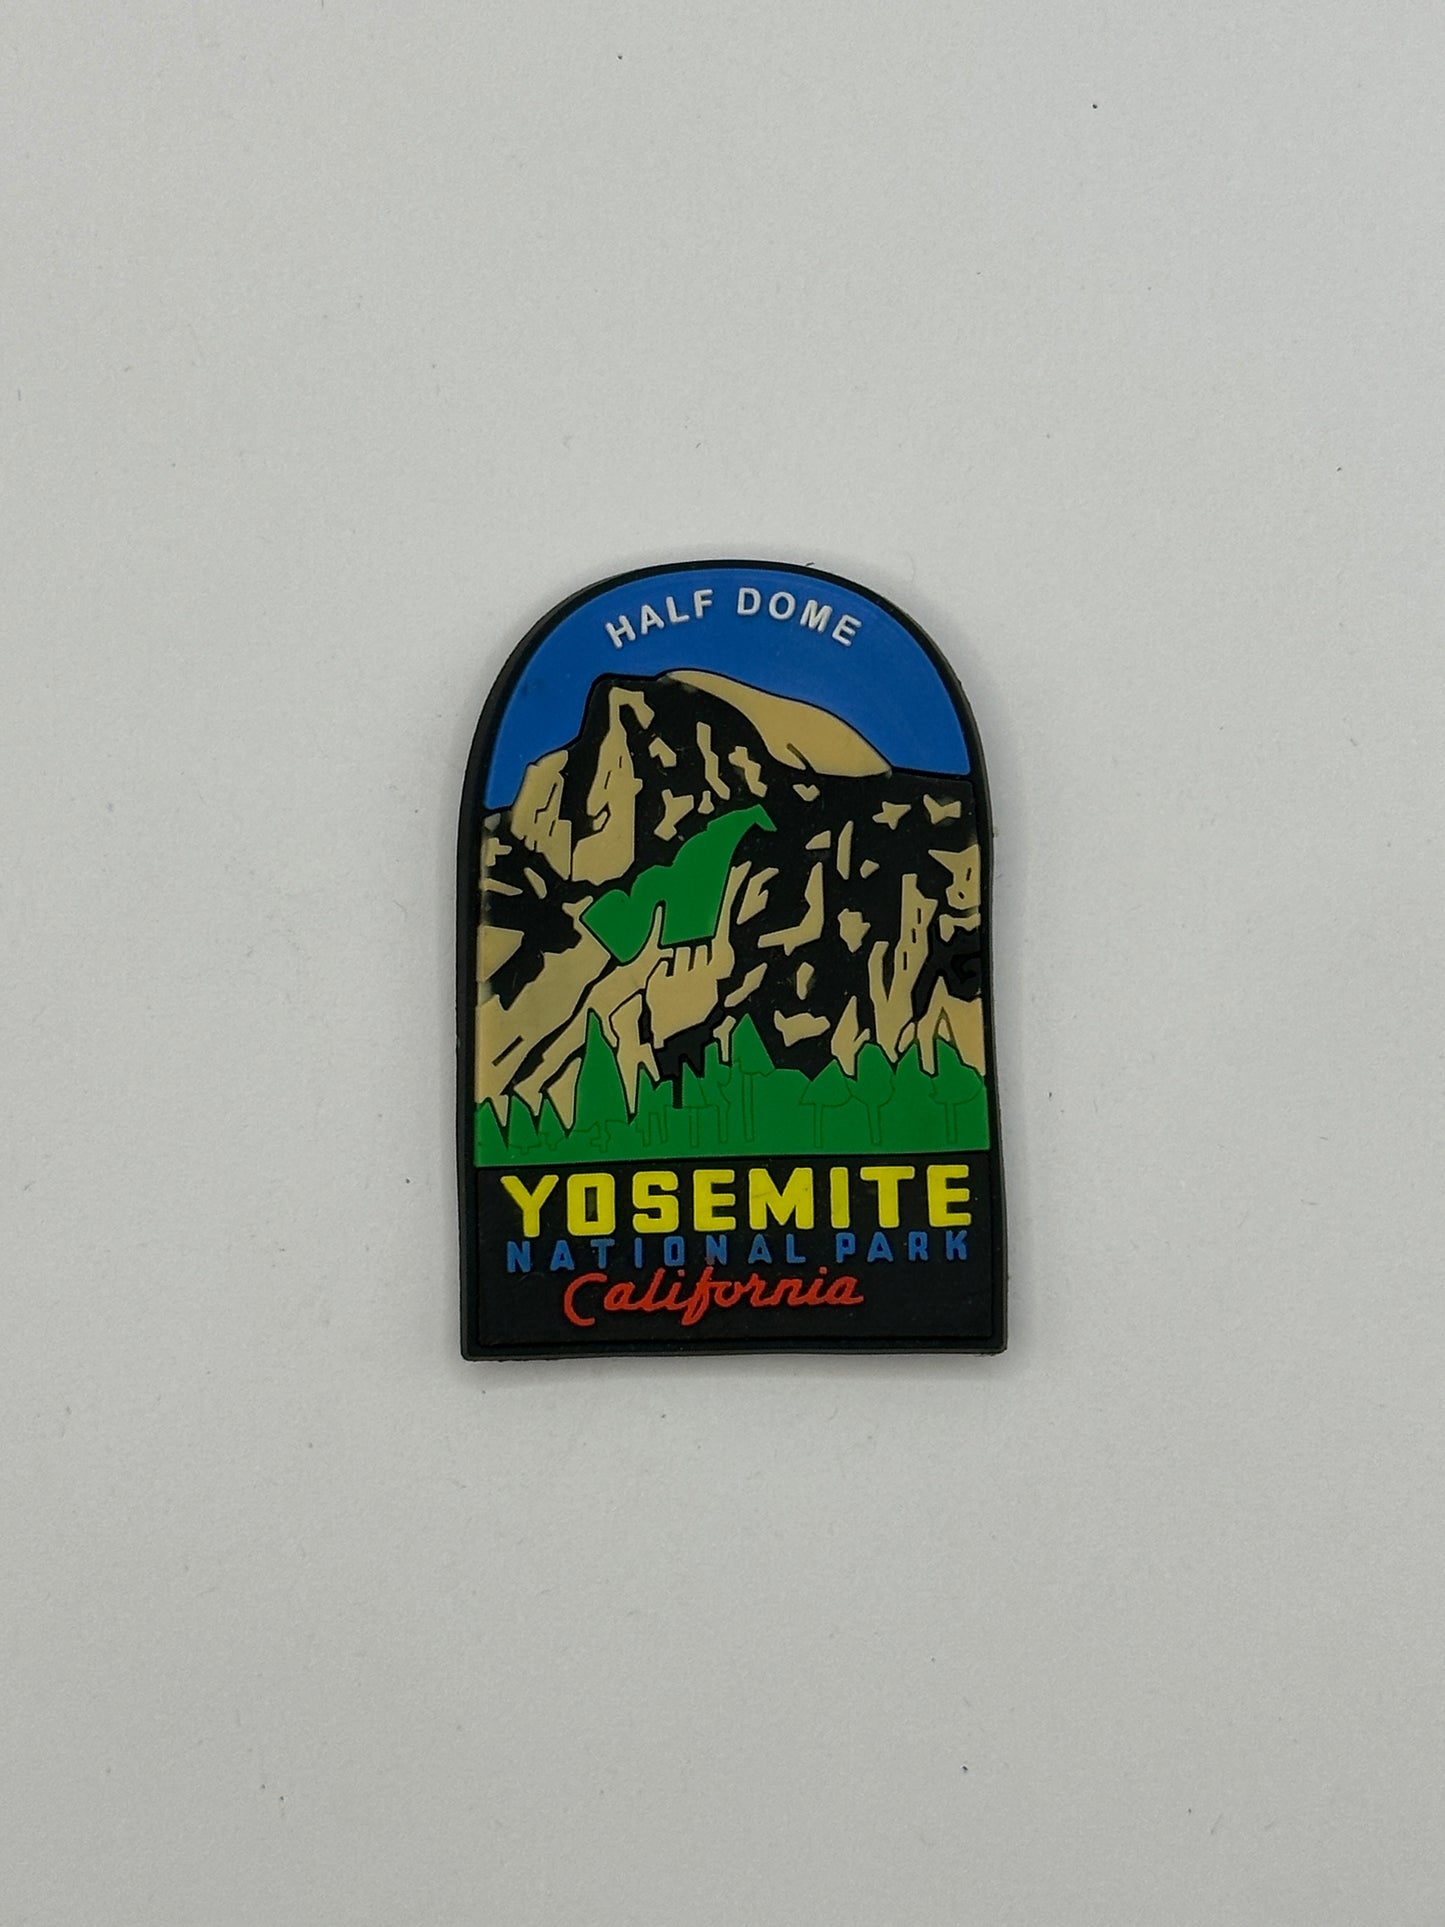 HALF DOME
YOSEMITE
NATIONAL PARK
California